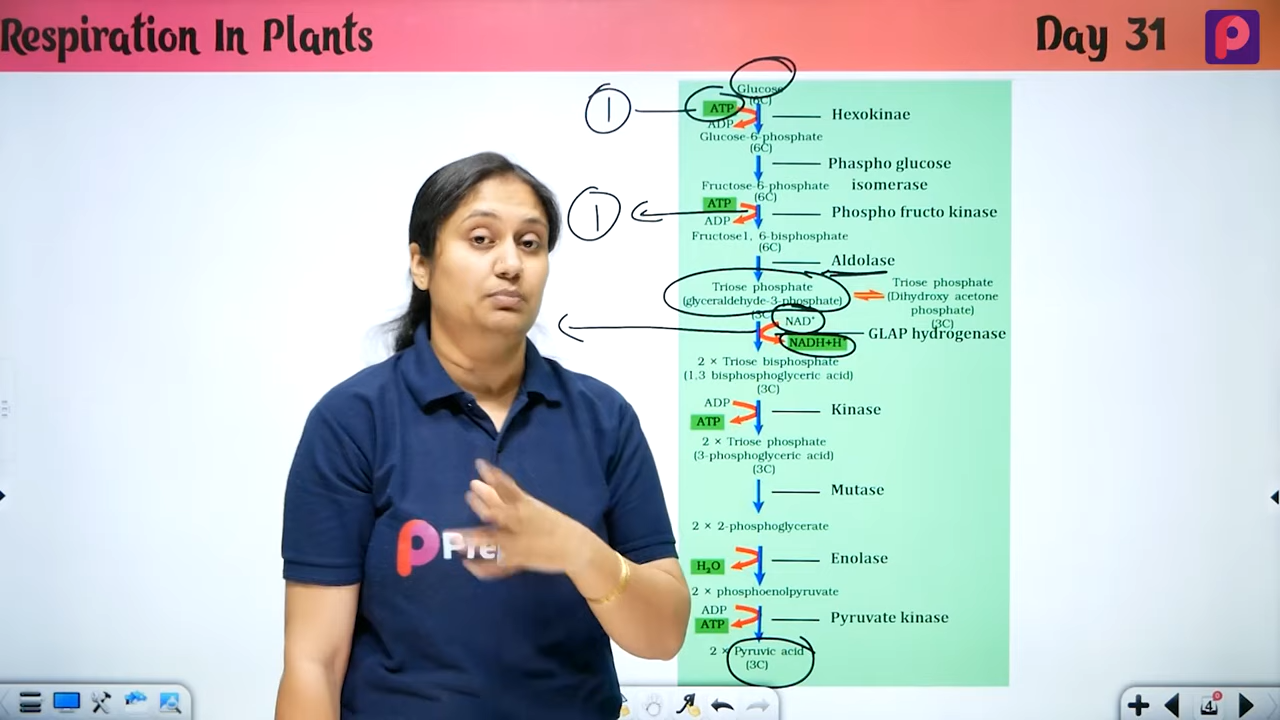 Respiration In Plants
Day 31
Glucose
(6C)
1
ATP
ADP
Hexokinae
Glucose-6-phosphate
(6C)
Phaspho glucose
isomerase
Fructose-6-phosphate
(6C)
1
ATP
ADP
Phospho fructo kinase
Fructose1, 6-bisphosphate
(6C)
Aldolase
Triose phosphate
(glyceraldehyde-3-phosphate)
(3C)
Triose phosphate
(Dihydroxy acetone
phosphate)
(3C)
NAD⁺
NADH+H⁺
GLAP hydrogenase
2 × Triose bisphosphate
(1,3 bisphosphoglyceric acid)
(3C)
ADP
ATP
Kinase
2 × Triose phosphate
(3-phosphoglyceric acid)
(3C)
Mutase
2 × 2-phosphoglycerate
H₂O
Enolase
2 × phosphoenolpyruvate
ADP
ATP
Pyruvate kinase
2 × Pyruvic acid
(3C)
4